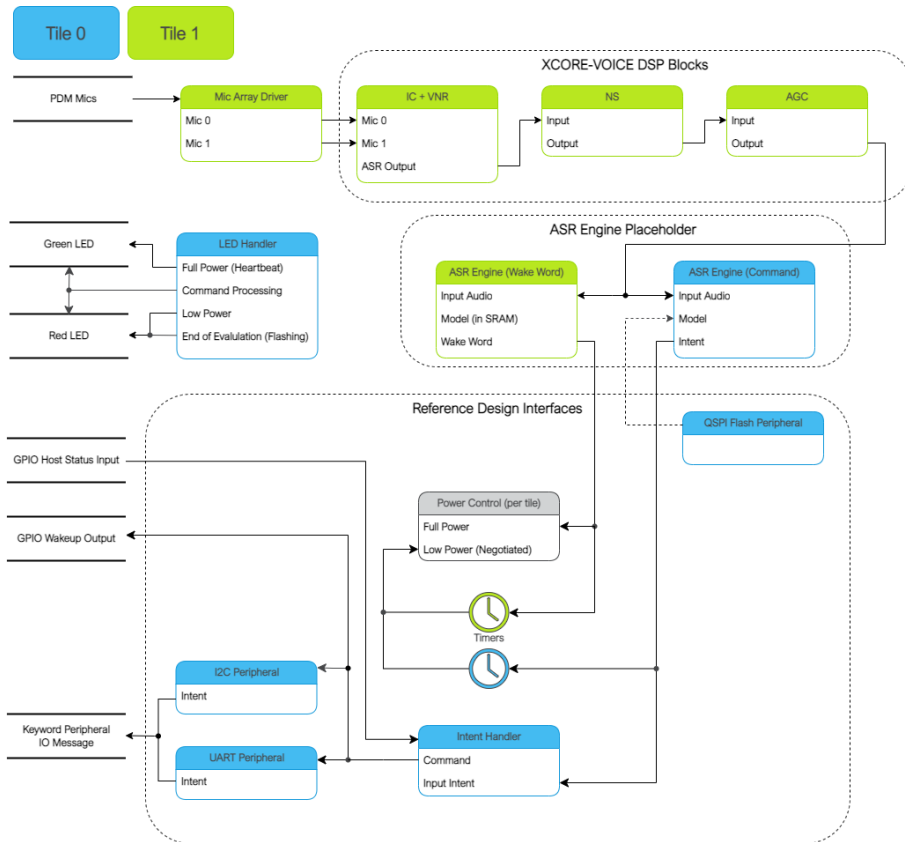 Tile 0
Tile 1
XCORE-VOICE DSP Blocks
PDM Mics
Mic Array Driver
Mic 0
Mic 1
IC + VNR
Mic 0
Mic 1
ASR Output
NS
Input
Output
AGC
Input
Output
Green LED
Red LED
LED Handler
Full Power (Heartbeat)
Command Processing
Low Power
End of Evalulation (Flashing)
ASR Engine Placeholder
ASR Engine (Wake Word)
Input Audio
Model (in SRAM)
Wake Word
ASR Engine (Command)
Input Audio
Model
Intent
Reference Design Interfaces
QSPI Flash Peripheral
GPIO Host Status Input
GPIO Wakeup Output
Power Control (per tile)
Full Power
Low Power (Negotiated)
Timers
I2C Peripheral
Intent
Keyword Peripheral
IO Message
UART Peripheral
Intent
Intent Handler
Command
Input Intent